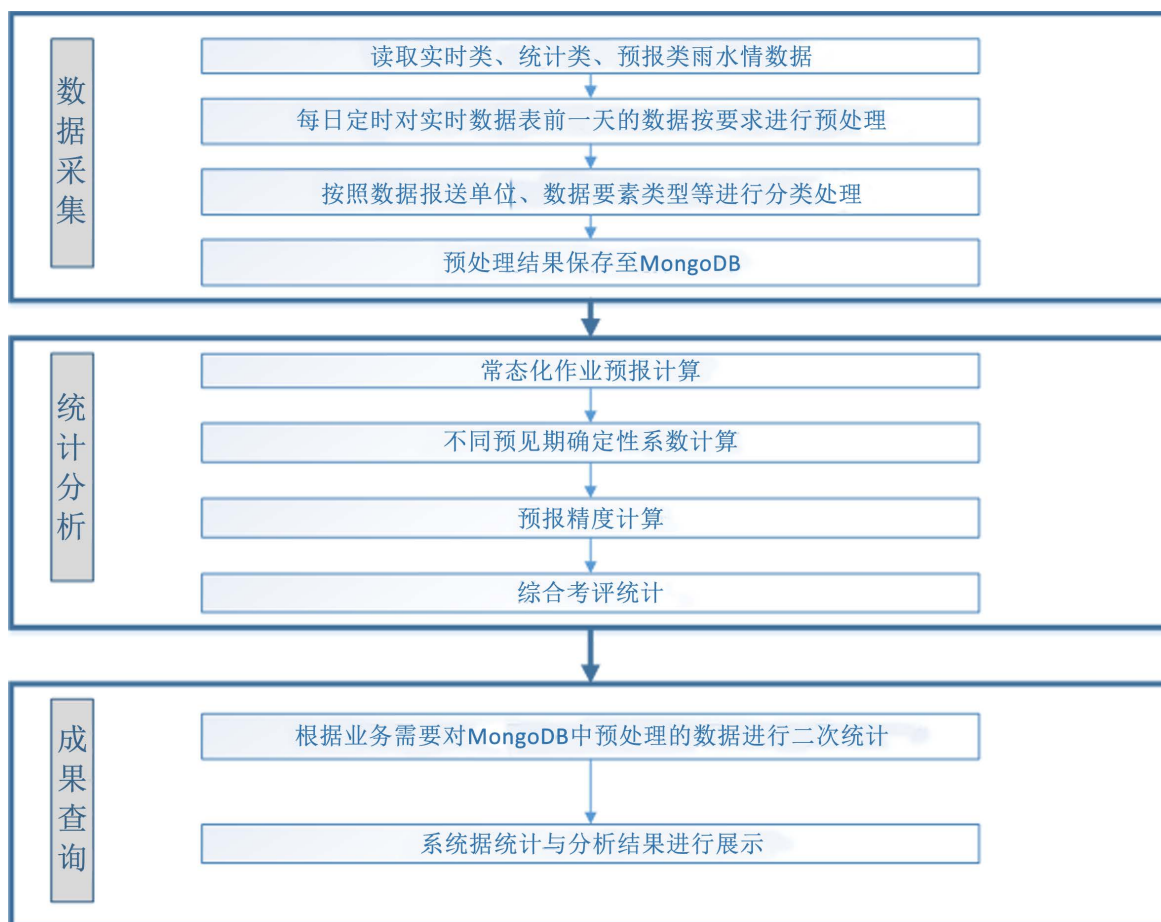 数据采集
读取实时类、统计类、预报类雨水情数据
每日定时对实时数据表前一天的数据按要求进行预处理
按照数据报送单位、数据要素类型等进行分类处理
预处理结果保存至MongoDB
统计分析
常态化作业预报计算
不同预见期确定性系数计算
预报精度计算
综合考评统计
成果查询
根据业务需要对MongoDB中预处理的数据进行二次统计
系统据统计与分析结果进行展示